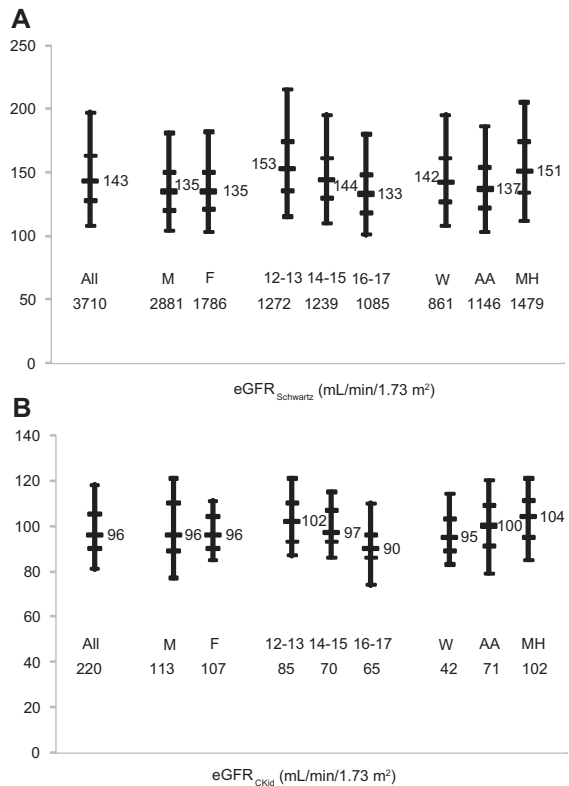 A
250
200
150
100
50
0
143 135 135 153 144 133 142 137 151
All M F 12-13 14-15 16-17 W AA MH
3710 2881 1786 1272 1239 1085 861 1146 1479
eGFR Schwartz (mL/min/1.73 m²)
B
140
120
100
80
60
40
20
0
96 96 96 102 97 90 95 100 104
All M F 12-13 14-15 16-17 W AA MH
220 113 107 85 70 65 42 71 102
eGFR CKid (mL/min/1.73 m²)